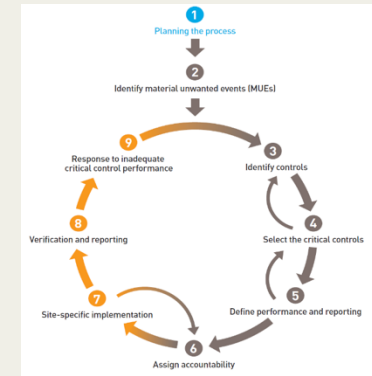 1
Planning the process
2
Identify material unwanted events (MUEs)
9
Response to inadequate
critical control performance
3
Identify controls
8
Verification and reporting
4
Select the critical controls
7
Site-specific implementation
5
Define performance and reporting
6
Assign accountability